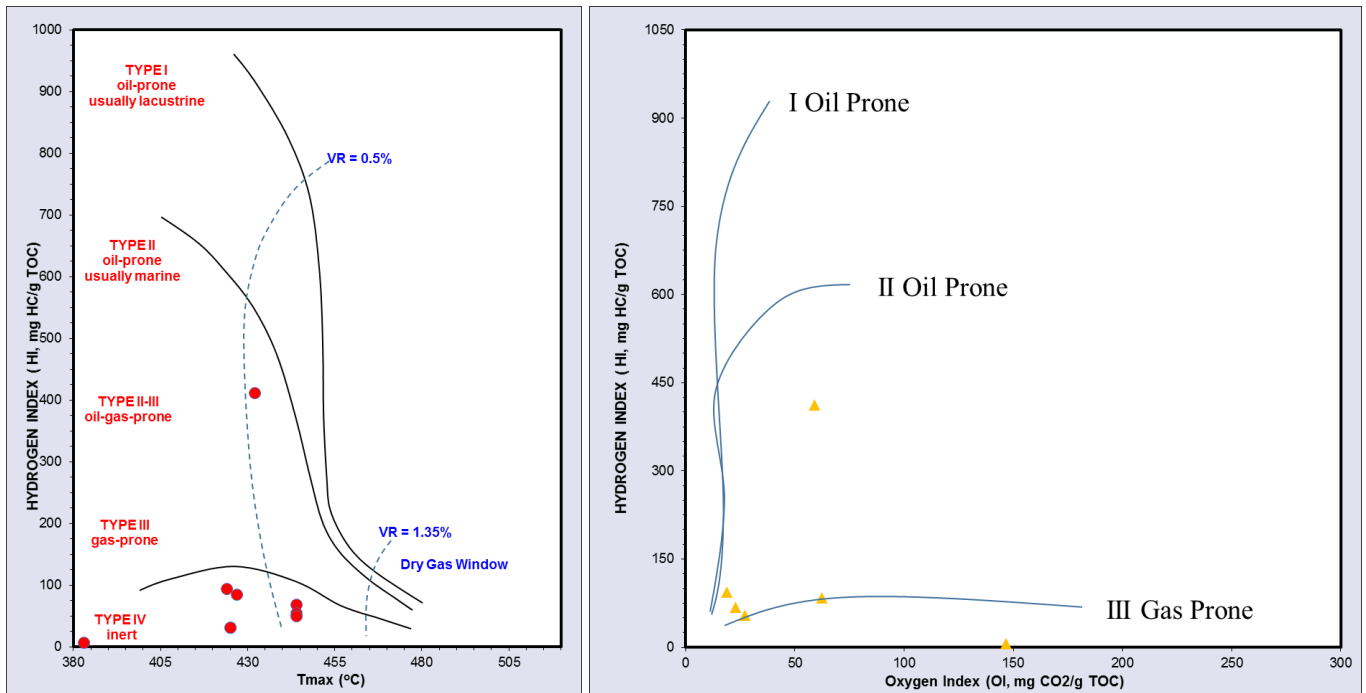 HYDROGEN INDEX ( HI, mg HC/g TOC)
1000
900
800
700
600
500
400
300
200
100
0
TYPE I
oil-prone
usually lacustrine
VR = 0.5%
TYPE II
oil-prone
usually marine
TYPE II-III
oil-gas-prone
TYPE III
gas-prone
VR = 1.35%
Dry Gas Window
TYPE IV
inert
380 405 430 455 480 505
Tmax (°C)
HYDROGEN INDEX ( HI, mg HC/g TOC)
1050
900
750
600
450
300
150
0
I Oil Prone
II Oil Prone
III Gas Prone
0 50 100 150 200 250 300
Oxygen Index (OI, mg CO2/g TOC)